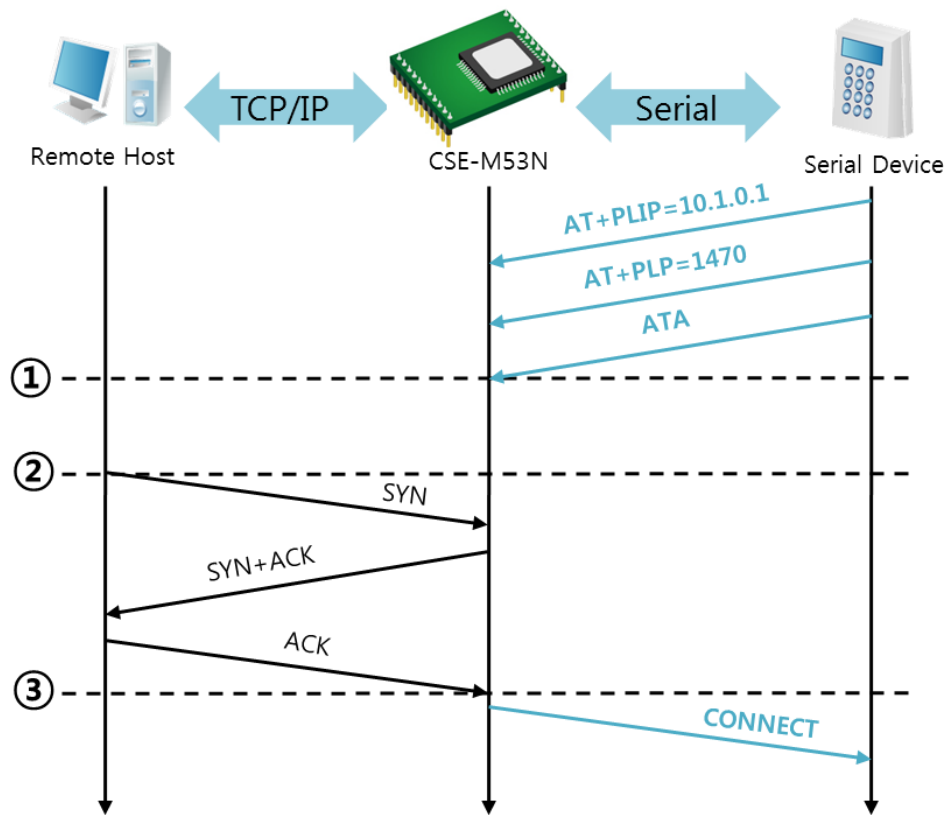 TCP/IP
Serial
Remote Host
CSE-M53N
Serial Device
AT+PLIP=10.1.0.1
AT+PLP=1470
ATA
①
②
SYN
SYN+ACK
ACK
③
CONNECT